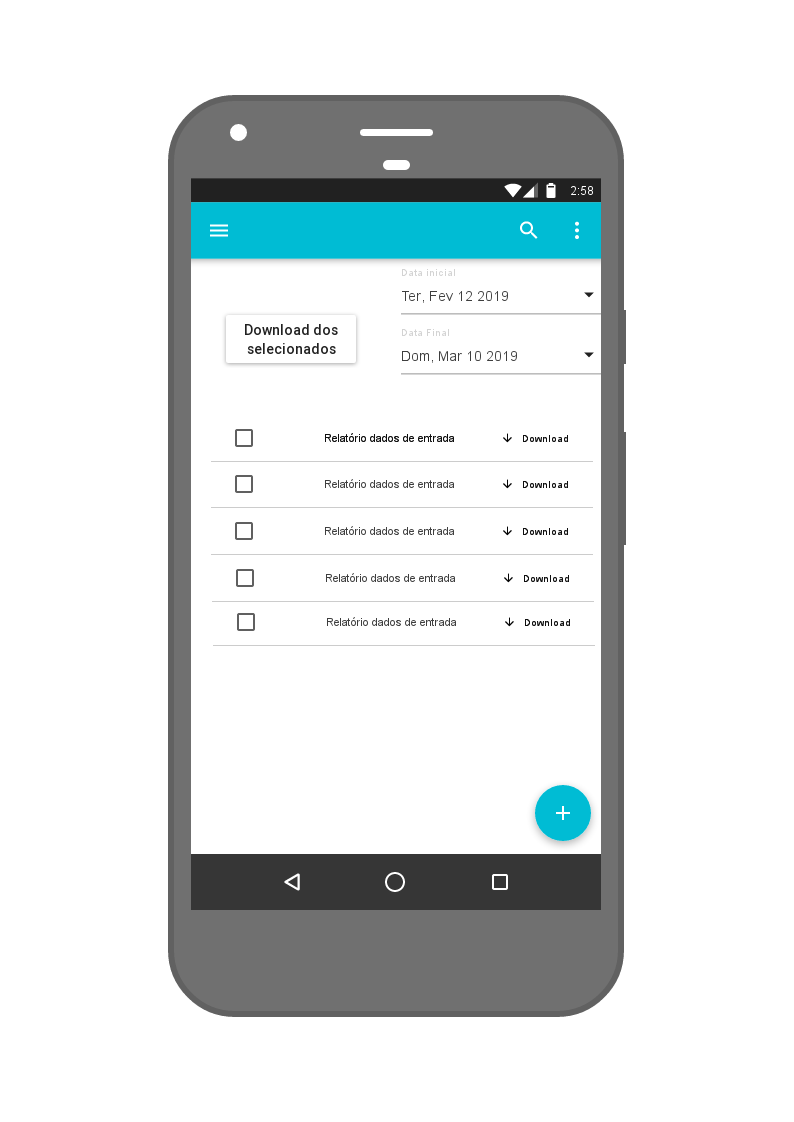 2:58
Data inicial
Ter, Fev 12 2019
Download dos
selecionados
Data Final
Dom, Mar 10 2019
Relatório dados de entrada Download
Relatório dados de entrada Download
Relatório dados de entrada Download
Relatório dados de entrada Download
Relatório dados de entrada Download